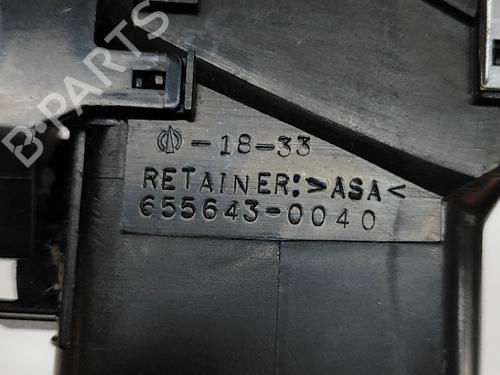 B-PARTS
-18-33
RETAINER:>ASA<
655643-0040